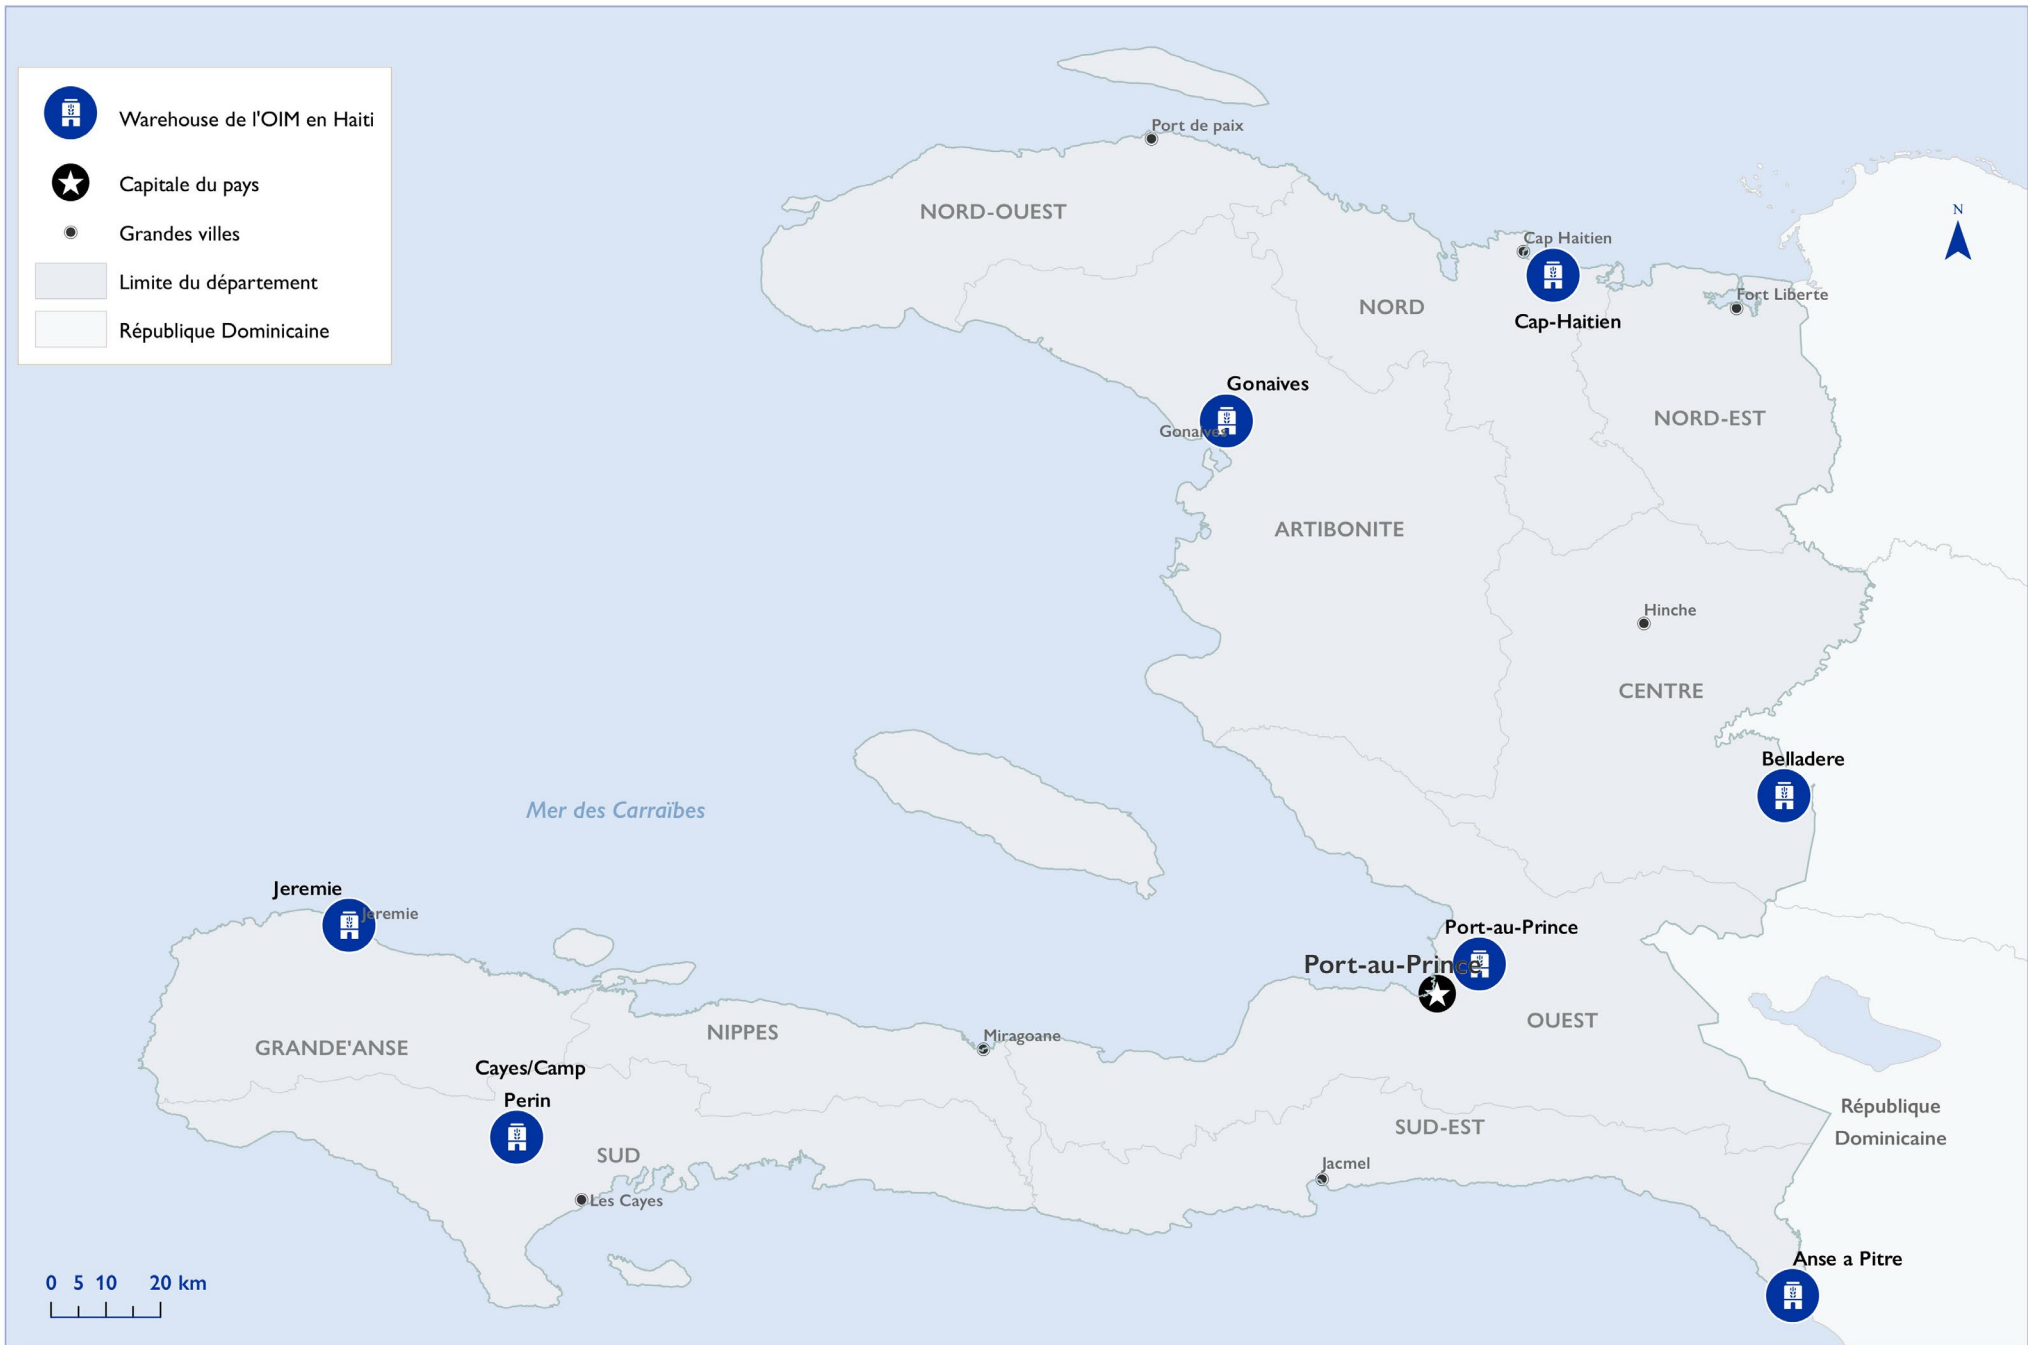 Warehouse de l'OIM en Haiti
Capitale du pays
Grandes villes
Limite du département
République Dominicaine
N
Port de paix
NORD-OUEST
Cap Haitien
Cap-Haitien
NORD
Fort Liberte
Gonaives
Gonaives
NORD-EST
ARTIBONITE
Hinche
CENTRE
Belladere
Mer des Carraïbes
Jeremie
Jeremie
Port-au-Prince
Port-au-Prince
OUEST
NIPPES
Miragoane
GRANDE'ANSE
Cayes/Camp
Perin
SUD
Les Cayes
SUD-EST
Jacmel
République
Dominicaine
Anse a Pitre
0 5 10 20 km